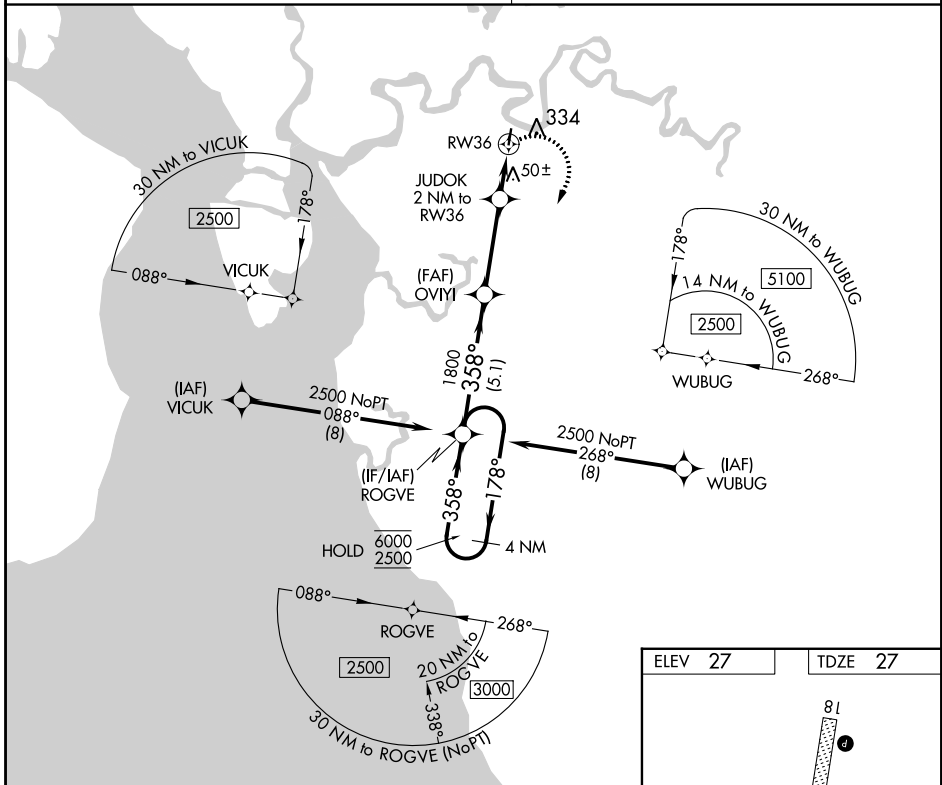 334
RW36
50±
JUDOK
2 NM to
RW36
30 NM to VICUK
2500
178°
088°
VICUK
(FAF)
OVIYI
30 NM to WUBUG
5100
178°
14 NM to WUBUG
2500
WUBUG
268°
1800
358°
(5.1)
(IAF)
VICUK
2500 NoPT
088°
(8)
2500 NoPT
268°
(8)
(IAF)
WUBUG
(IF/IAF)
ROGVE
358°
178°
HOLD
6000
2500
4 NM
088°
ROGVE
268°
2500
20 NM to
ROGVE
3000
338°
30 NM to ROGVE (NoPT)
ELEV 27
TDZE 27
18
P